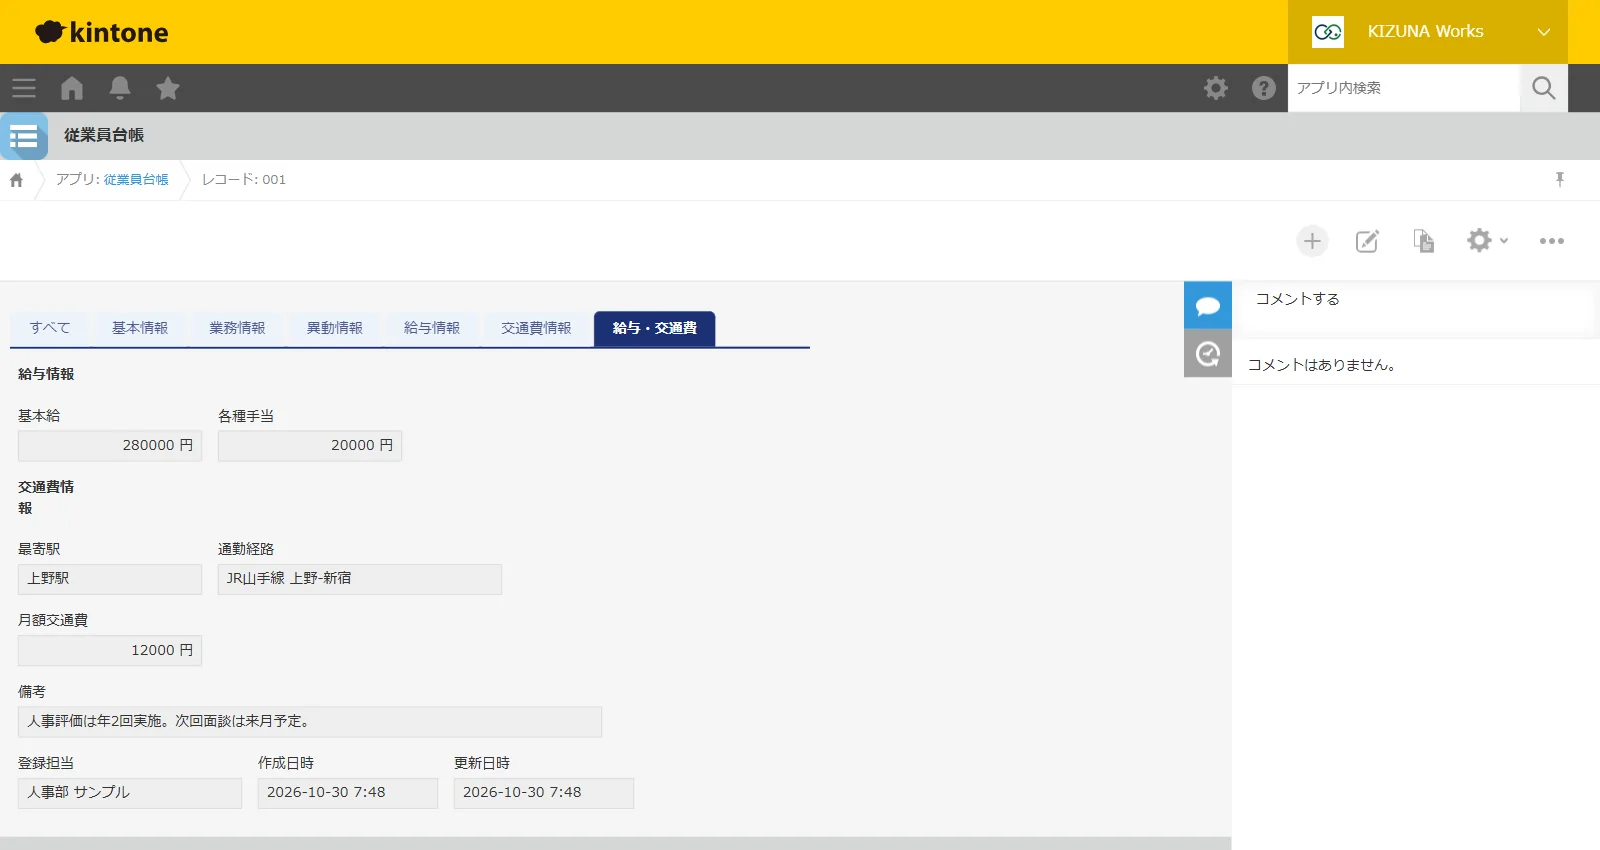 kintone
KIZUNA Works
アプリ内検索
従業員台帳
アプリ: 従業員台帳
レコード: 001
すべて
基本情報
業務情報
異動情報
給与情報
交通費情報
給与・交通費
コメントする
コメントはありません。
給与情報
基本給
各種手当
280000 円
20000 円
交通費情
報
最寄駅
通勤経路
上野駅
JR山手線 上野-新宿
月額交通費
12000 円
備考
人事評価は年2回実施。次回面談は来月予定。
登録担当
作成日時
更新日時
人事部 サンプル
2026-10-30 7:48
2026-10-30 7:48